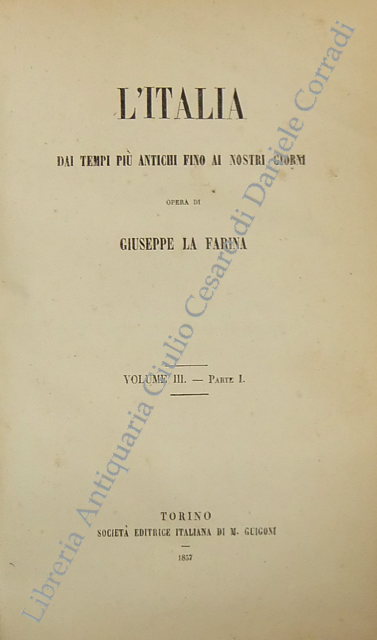 L'ITALIA
DAI TEMPI PIÙ ANTICHI FINO AI NOSTRI GIORNI
OPERA DI
GIUSEPPE LA FARINA
VOLUME III. — PARTE I.
TORINO
SOCIETÀ EDITRICE ITALIANA DI M. GUIGONI
1857
Libreria Antiquaria Giulio Cesare di Daniele Corradi